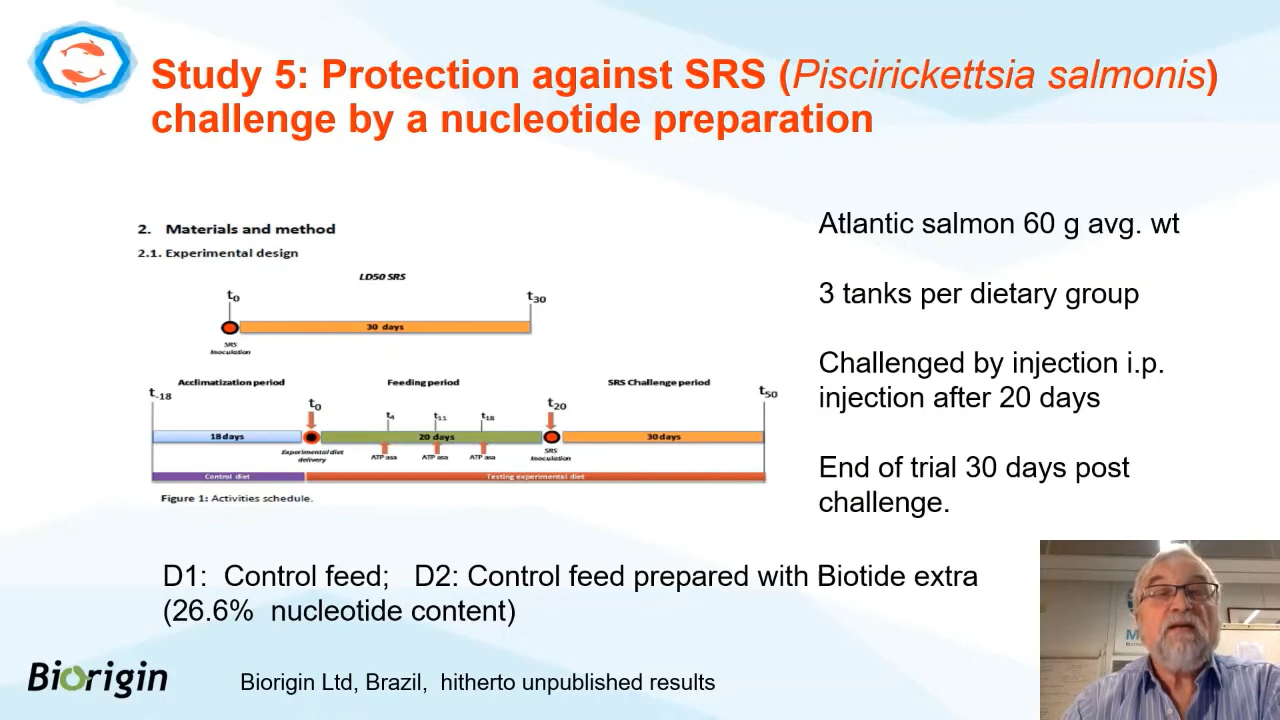 Study 5: Protection against SRS (Piscirickettsia salmonis)
challenge by a nucleotide preparation
2. Materials and method
2.1. Experimental design
LD50 SRS
t0
t30
30 days
SRS
Inoculation
Acclimatization period
Feeding period
SRS Challenge period
t-18
t0
t4
t11
t18
t20
t50
18 days
20 days
30 days
Experimental diet
delivery
ATP asa
ATP asa
ATP asa
SRS
Inoculation
Control diet
Testing experimental diet
Figure 1: Activities schedule.
Atlantic salmon 60 g avg. wt
3 tanks per dietary group
Challenged by injection i.p.
injection after 20 days
End of trial 30 days post
challenge.
D1: Control feed; D2: Control feed prepared with Biotide extra
(26.6% nucleotide content)
Biorigin
Biorigin Ltd, Brazil, hitherto unpublished results